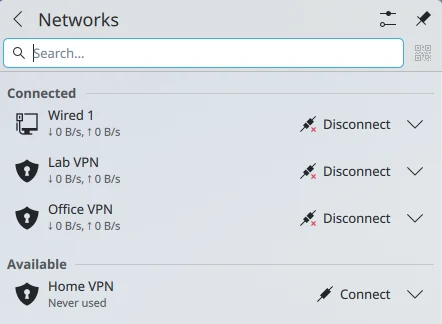 Networks
Search...
Connected
Wired 1
↓ 0 B/s, ↑ 0 B/s
Disconnect
Lab VPN
↓ 0 B/s, ↑ 0 B/s
Disconnect
Office VPN
↓ 0 B/s, ↑ 0 B/s
Disconnect
Available
Home VPN
Never used
Connect